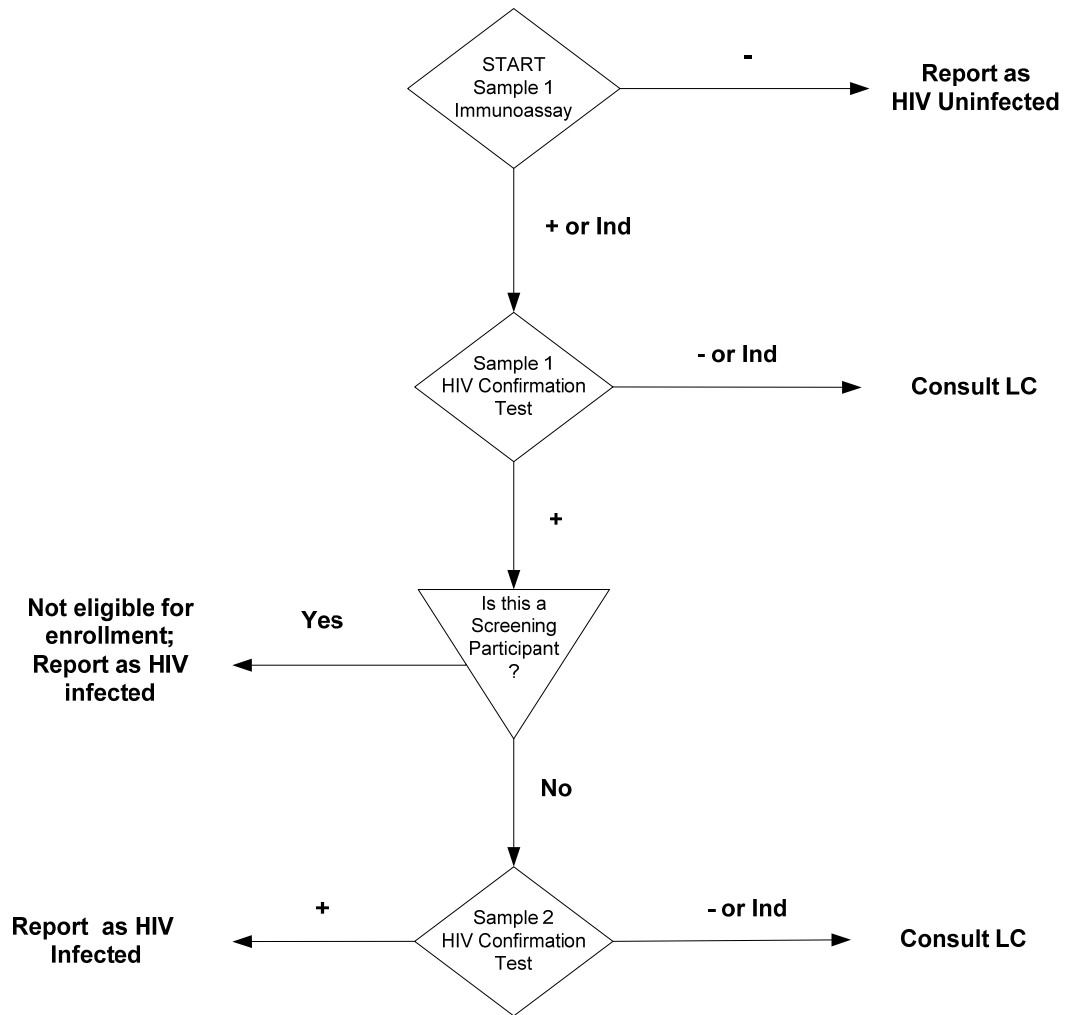 START
Sample 1
Immunoassay
-
Report as
HIV Uninfected
+ or Ind
Sample 1
HIV Confirmation
Test
- or Ind
Consult LC
+
Is this a
Screening
Participant
?
Yes
Not eligible for
enrollment;
Report as HIV
infected
No
Sample 2
HIV Confirmation
Test
+
Report as HIV
Infected
- or Ind
Consult LC